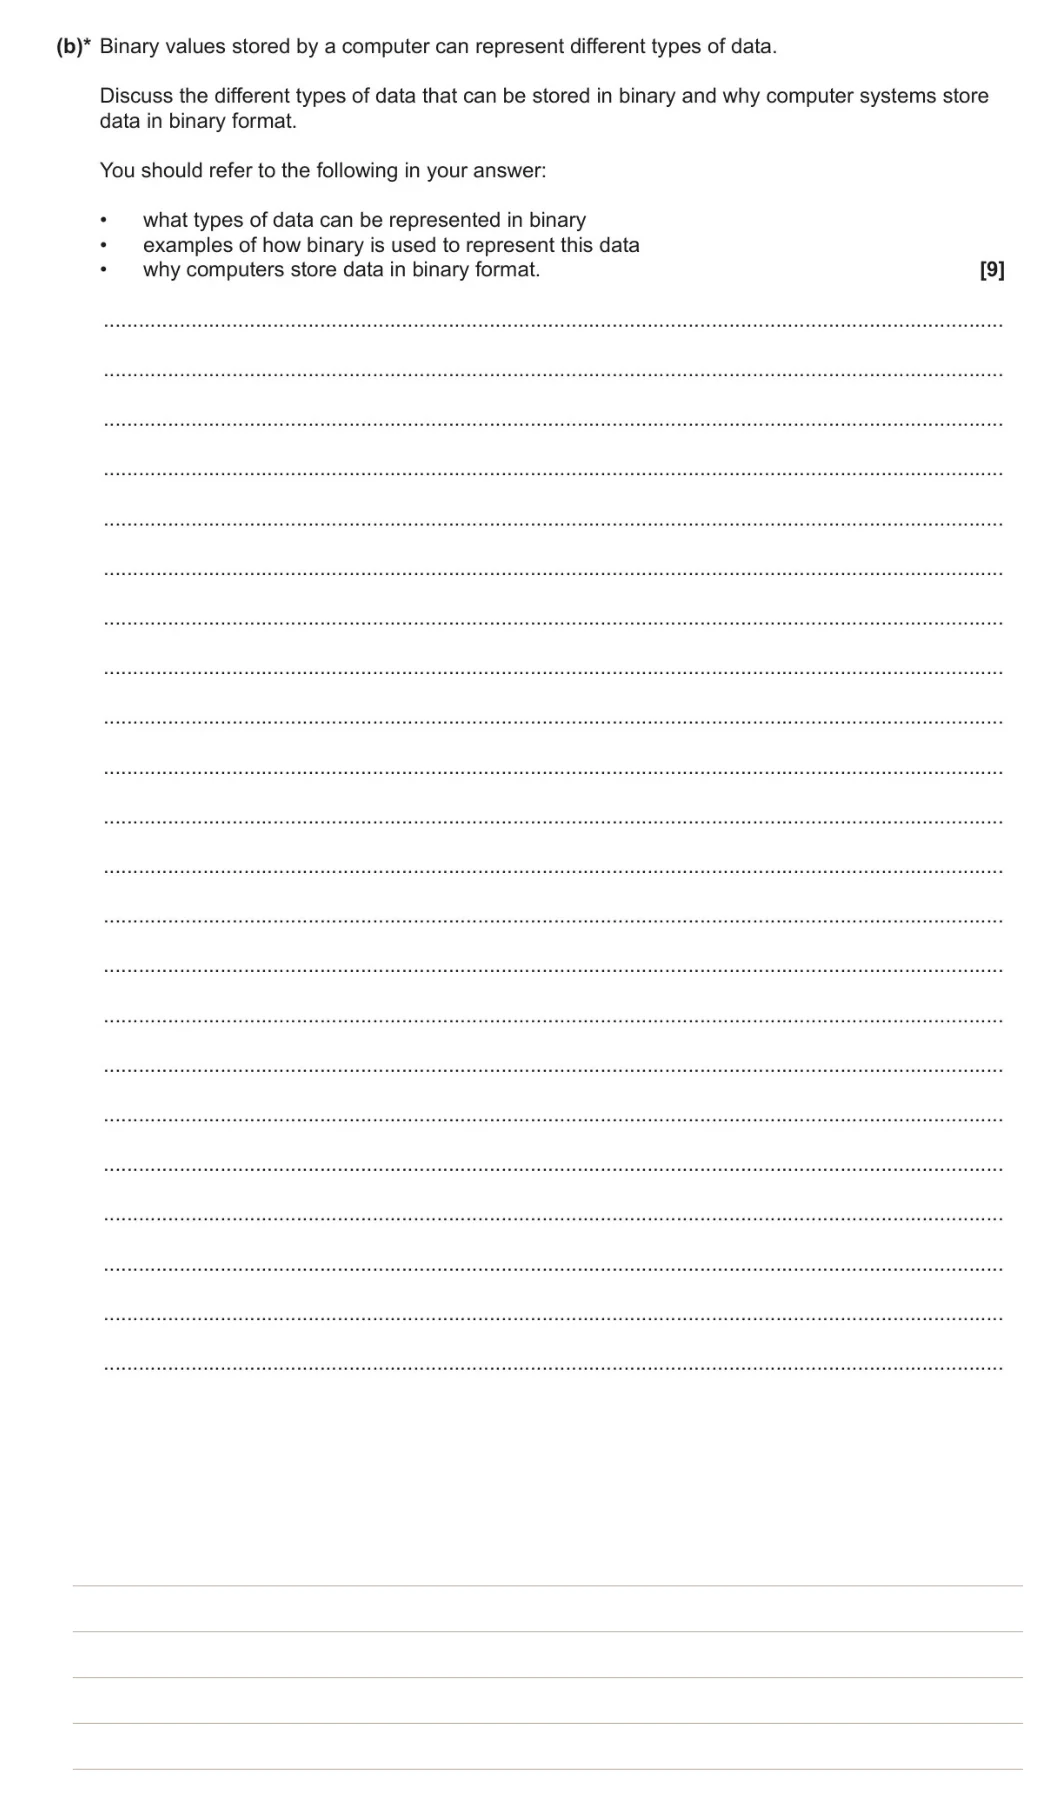 (b)* Binary values stored by a computer can represent different types of data.
Discuss the different types of data that can be stored in binary and why computer systems store
data in binary format.
You should refer to the following in your answer:
• what types of data can be represented in binary
• examples of how binary is used to represent this data
• why computers store data in binary format. [9]